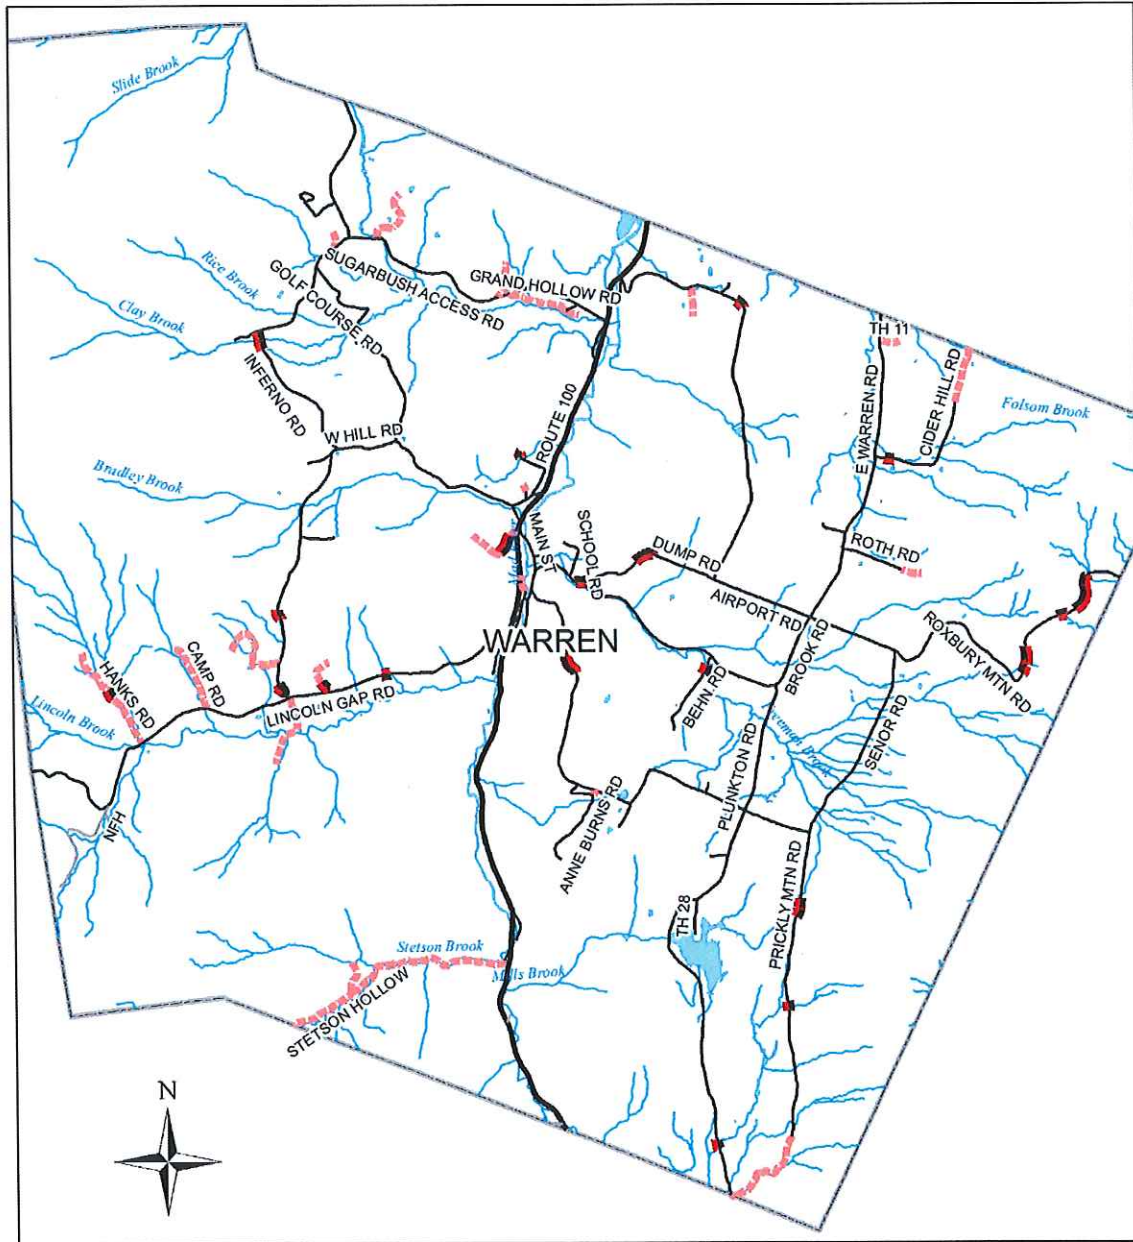 Slide Brook
Rice Brook
SUGARBUSH ACCESS RD
GRAND HOLLOW RD
GOLF COURSE RD
Clay Brook
TH 11
INFERNO RD
E WARREN RD
CIDER HILL RD
Folsom Brook
ROUTE 100
W HILL RD
Bradley Brook
MAIN ST
SCHOOL RD
DUMP RD
ROTH RD
AIRPORT RD
ROXBURY MTN RD
WARREN
BROOK RD
HANKS RD
CAMP RD
LINCOLN GAP RD
BEHN RD
Lincoln Brook
SENOR RD
Brook
PLUNKTON RD
NFH
ANNE BURNS RD
PRICKLY MTN RD
TH 28
Stetson Brook
Mills Brook
STETSON HOLLOW
N